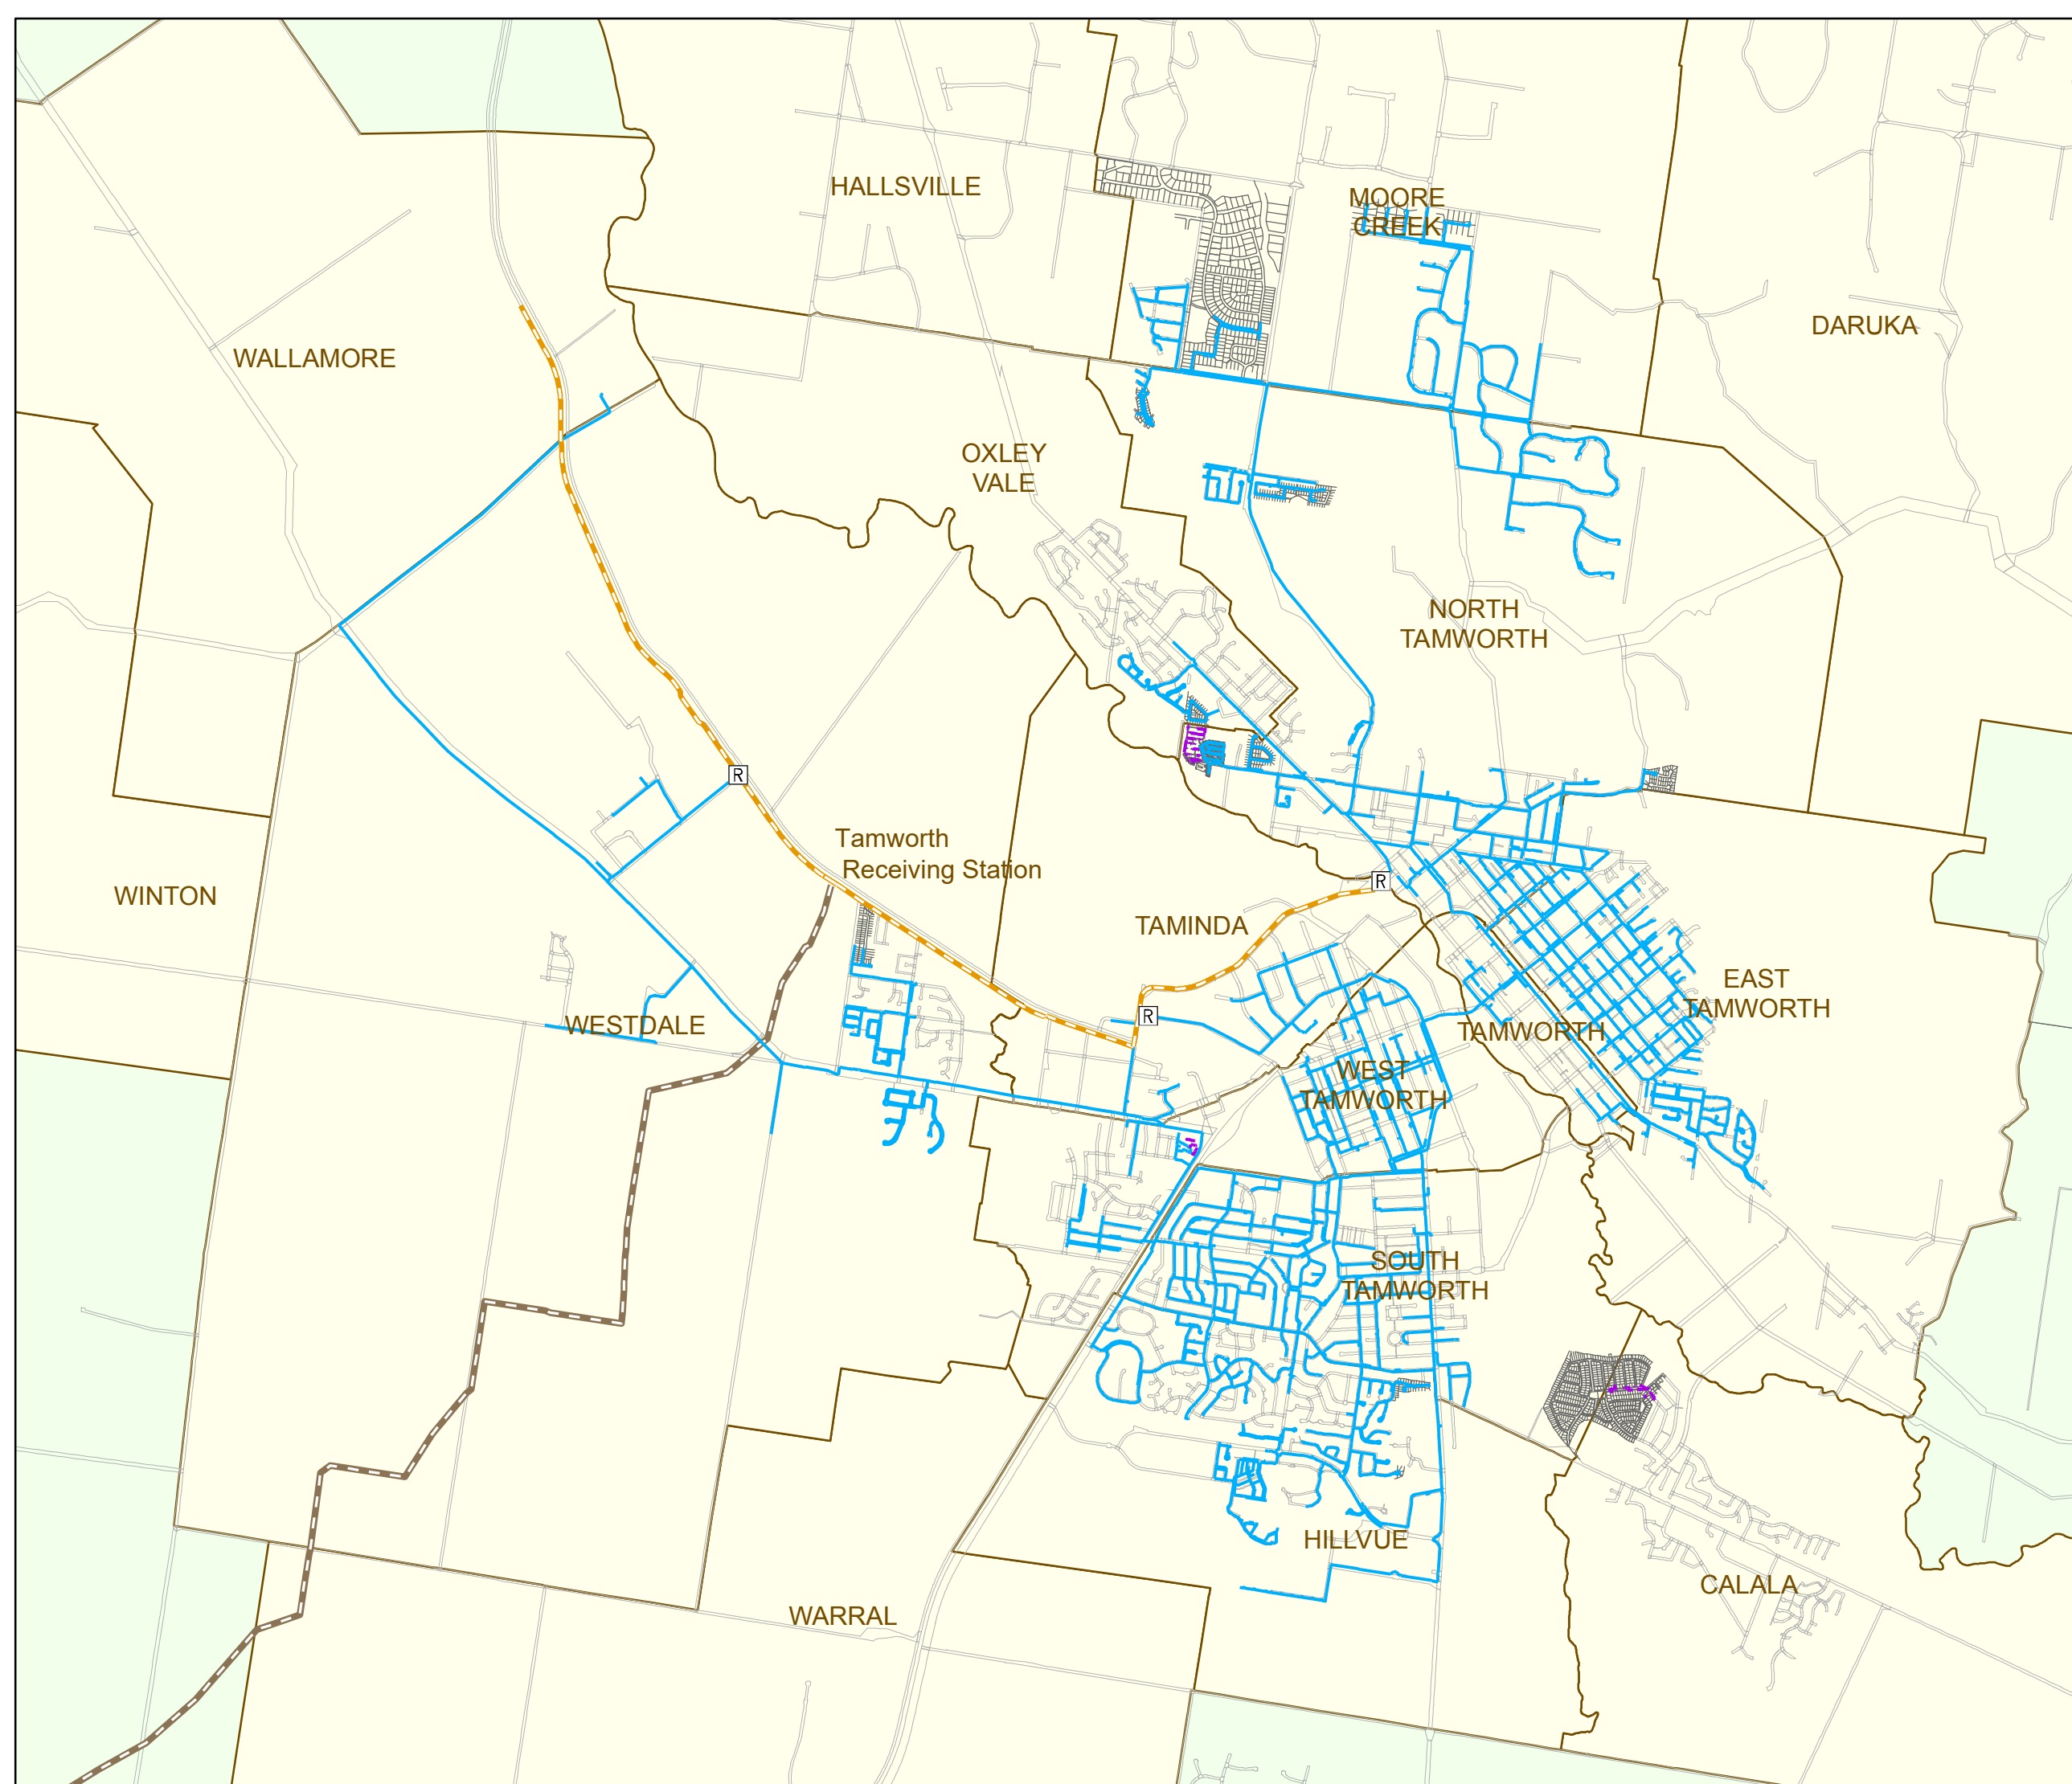 HALLSVILLE
MOORE
CREEK
DARUKA
WALLAMORE
OXLEY
VALE
NORTH
TAMWORTH
R
Tamworth
Receiving Station
R
WINTON
TAMINDA
EAST
TAMWORTH
R
WESTDALE
TAMWORTH
WEST
TAMWORTH
SOUTH
TAMWORTH
HILLVUE
CALALA
WARRAL